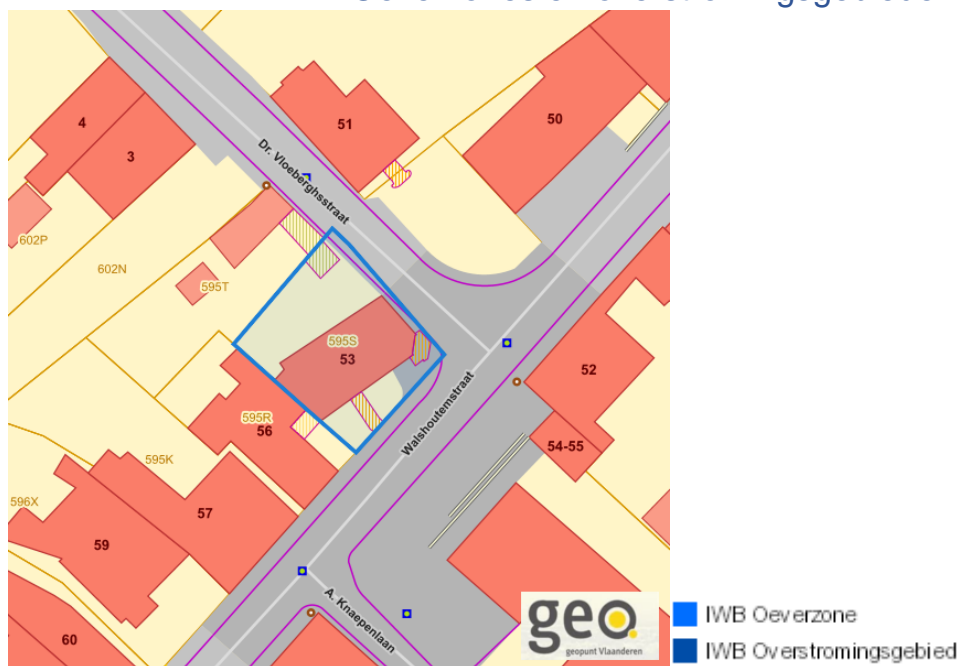 4
3
51
50
Dr. Vloeberghsstraat
602P
602N
595T
595S
53
52
Walshoutemstraat
595R
56
54-55
595K
596X
57
59
A. Knaepenlaan
60
geo.
geopunt Vlaanderen
IWB Oeverzone
IWB Overstromingsgebied